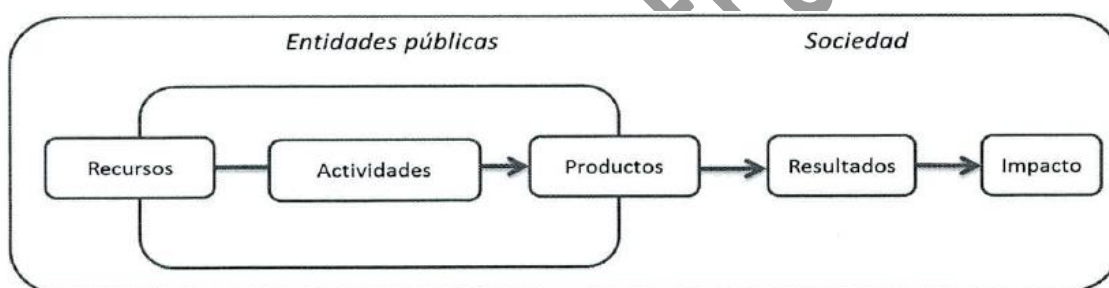 Entidades públicas Sociedad
Recursos Actividades Productos Resultados Impacto